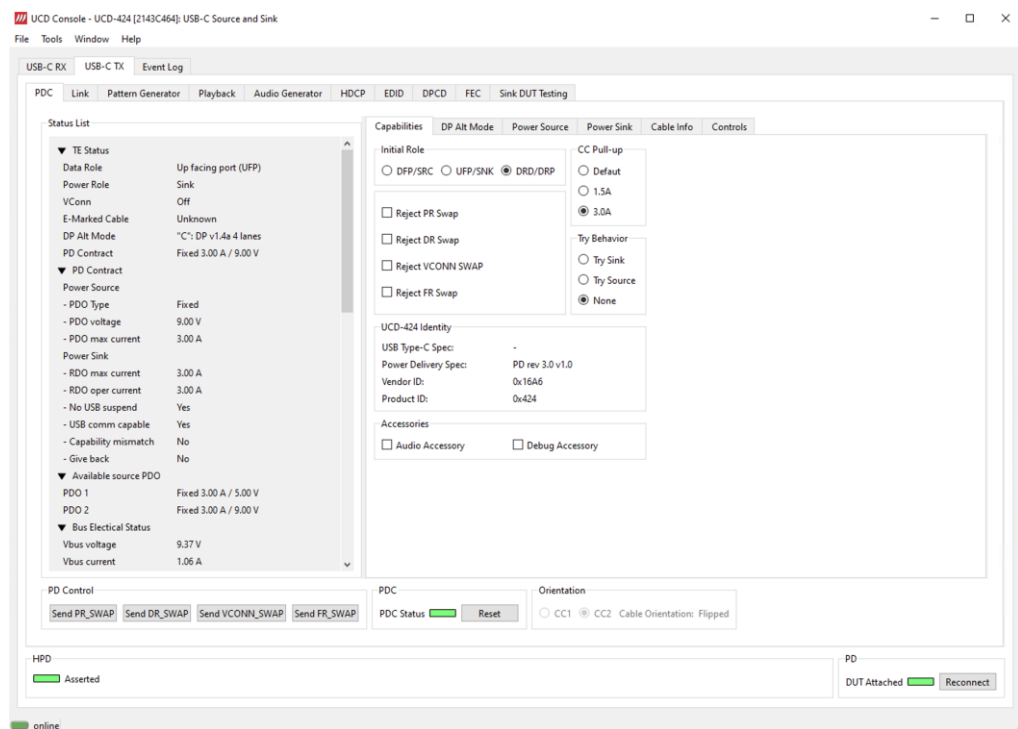 UCD Console - UCD-424 [2143C464]: USB-C Source and Sink
File Tools Window Help
USB-C RX USB-C TX Event Log
PDC Link Pattern Generator Playback Audio Generator HDCP EDID DPCD FEC Sink DUT Testing
Status List
TE Status
Data Role Up facing port (UFP)
Power Role Sink
VConn Off
E-Marked Cable Unknown
DP Alt Mode "C": DP v1.4a 4 lanes
PD Contract Fixed 3.00 A / 9.00 V
PD Contract
Power Source
- PDO Type Fixed
- PDO voltage 9.00 V
- PDO max current 3.00 A
Power Sink
- RDO max current 3.00 A
- RDO oper current 3.00 A
- No USB suspend Yes
- USB comm capable Yes
- Capability mismatch No
- Give back No
Available source PDO
PDO 1 Fixed 3.00 A / 5.00 V
PDO 2 Fixed 3.00 A / 9.00 V
Bus Electical Status
Vbus voltage 9.37 V
Vbus current 1.06 A
Capabilities DP Alt Mode Power Source Power Sink Cable Info Controls
Initial Role
DFP/SRC UFP/SNK DRD/DRP
Reject PR Swap
Reject DR Swap
Reject VCONN SWAP
Reject FR Swap
CC Pull-up
Defaut
1.5A
3.0A
Try Behavior
Try Sink
Try Source
None
UCD-424 Identity
USB Type-C Spec: -
Power Delivery Spec: PD rev 3.0 v1.0
Vendor ID: 0x16A6
Product ID: 0x424
Accessories
Audio Accessory Debug Accessory
PD Control
Send PR_SWAP Send DR_SWAP Send VCONN_SWAP Send FR_SWAP
PDC
PDC Status Reset
Orientation
CC1 CC2 Cable Orientation: Flipped
HPD
Asserted
PD
DUT Attached Reconnect
online